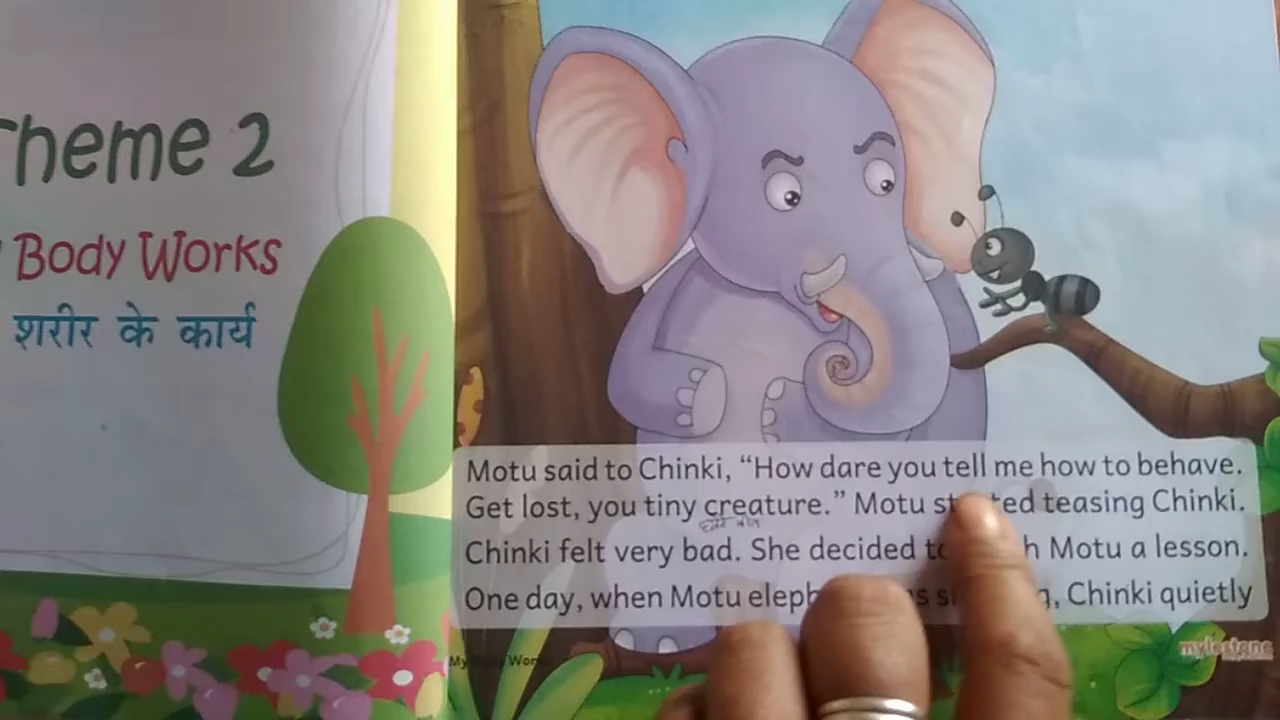 heme 2
Body Works
शरीर के कार्य
Motu said to Chinki, “How dare you tell me how to behave.
Get lost, you tiny creature.” Motu st ted teasing Chinki.
Chinki felt very bad. She decided Motu a lesson.
One day, when Motu , Chinki quietly
mylestone